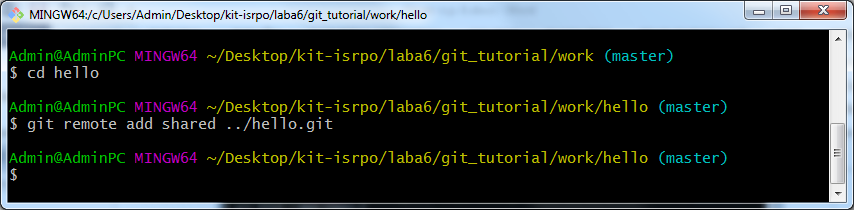 MINGW64:/c/Users/Admin/Desktop/kit-isrpo/laba6/git_tutorial/work/hello
Admin@AdminPC MINGW64 ~/Desktop/kit-isrpo/laba6/git_tutorial/work (master)
$ cd hello
Admin@AdminPC MINGW64 ~/Desktop/kit-isrpo/laba6/git_tutorial/work/hello (master)
$ git remote add shared ../hello.git
Admin@AdminPC MINGW64 ~/Desktop/kit-isrpo/laba6/git_tutorial/work/hello (master)
$